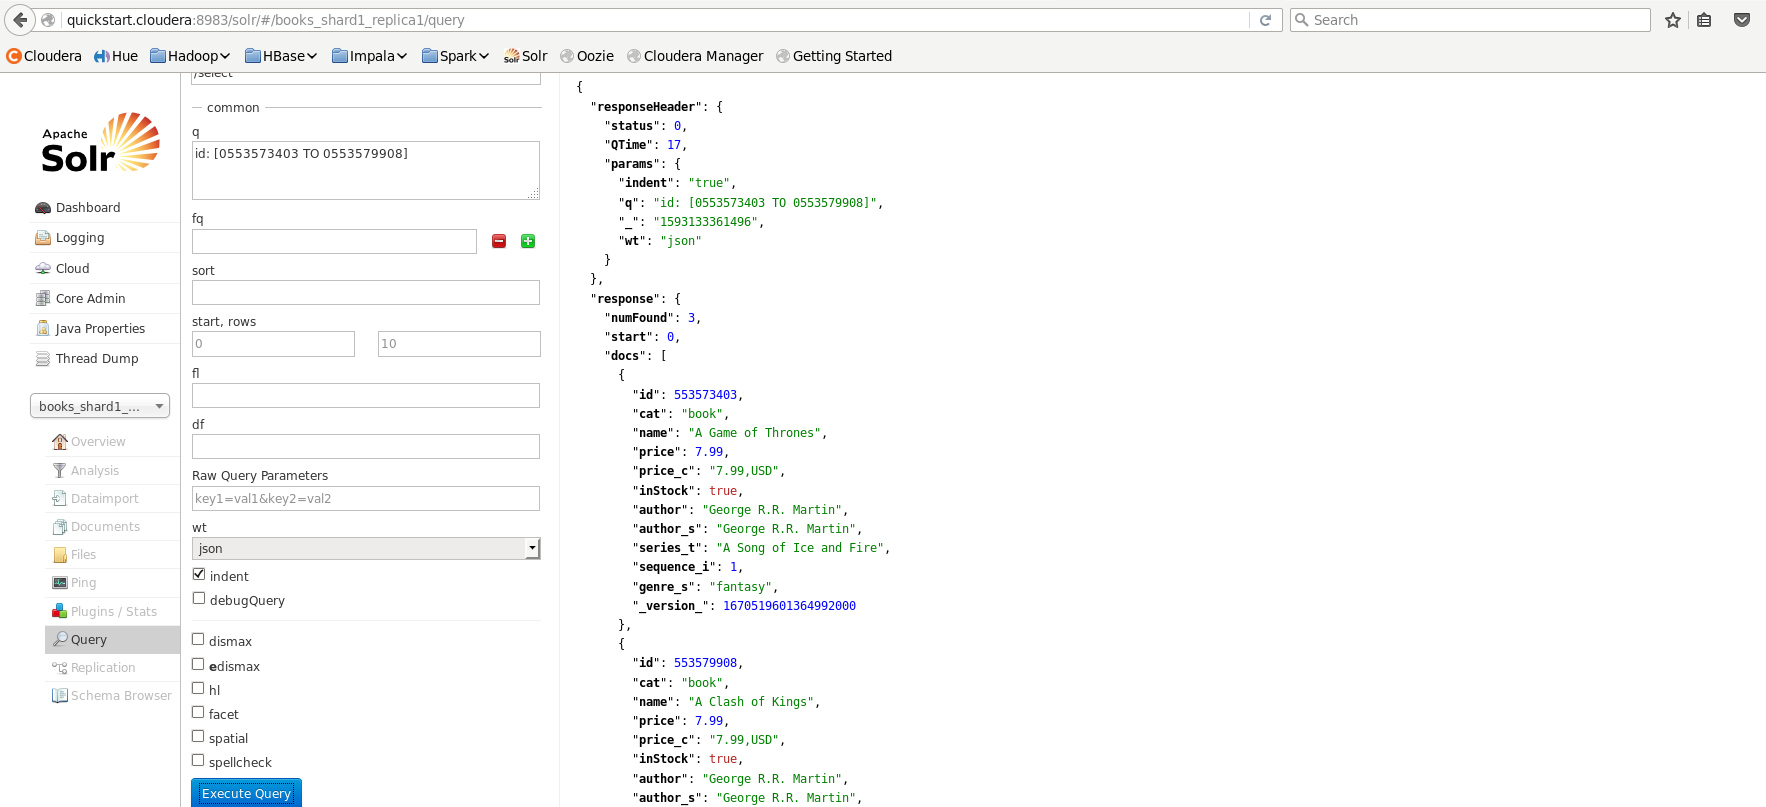 quickstart.cloudera:8983/solr/#/books_shard1_replica1/query
Search
Cloudera Hue Hadoop HBase Impala Spark Solr Oozie Cloudera Manager Getting Started
Apache
Solr
Dashboard
Logging
Cloud
Core Admin
Java Properties
Thread Dump
books_shard1_...
Overview
Analysis
Dataimport
Documents
Files
Ping
Plugins / Stats
Query
Replication
Schema Browser
/select
common
q
id: [0553573403 TO 0553579908]
fq
sort
start, rows
0
10
fl
df
Raw Query Parameters
key1=val1&key2=val2
wt
json
indent
debugQuery
dismax
edismax
hl
facet
spatial
spellcheck
Execute Query
{
"responseHeader": {
"status": 0,
"QTime": 17,
"params": {
"indent": "true",
"q": "id: [0553573403 TO 0553579908]",
"_": "1593133361496",
"wt": "json"
}
},
"response": {
"numFound": 3,
"start": 0,
"docs": [
{
"id": 553573403,
"cat": "book",
"name": "A Game of Thrones",
"price": 7.99,
"price_c": "7.99,USD",
"inStock": true,
"author": "George R.R. Martin",
"author_s": "George R.R. Martin",
"series_t": "A Song of Ice and Fire",
"sequence_i": 1,
"genre_s": "fantasy",
"_version_": 1670519601364992000
},
{
"id": 553579908,
"cat": "book",
"name": "A Clash of Kings",
"price": 7.99,
"price_c": "7.99,USD",
"inStock": true,
"author": "George R.R. Martin",
"author_s": "George R.R. Martin",